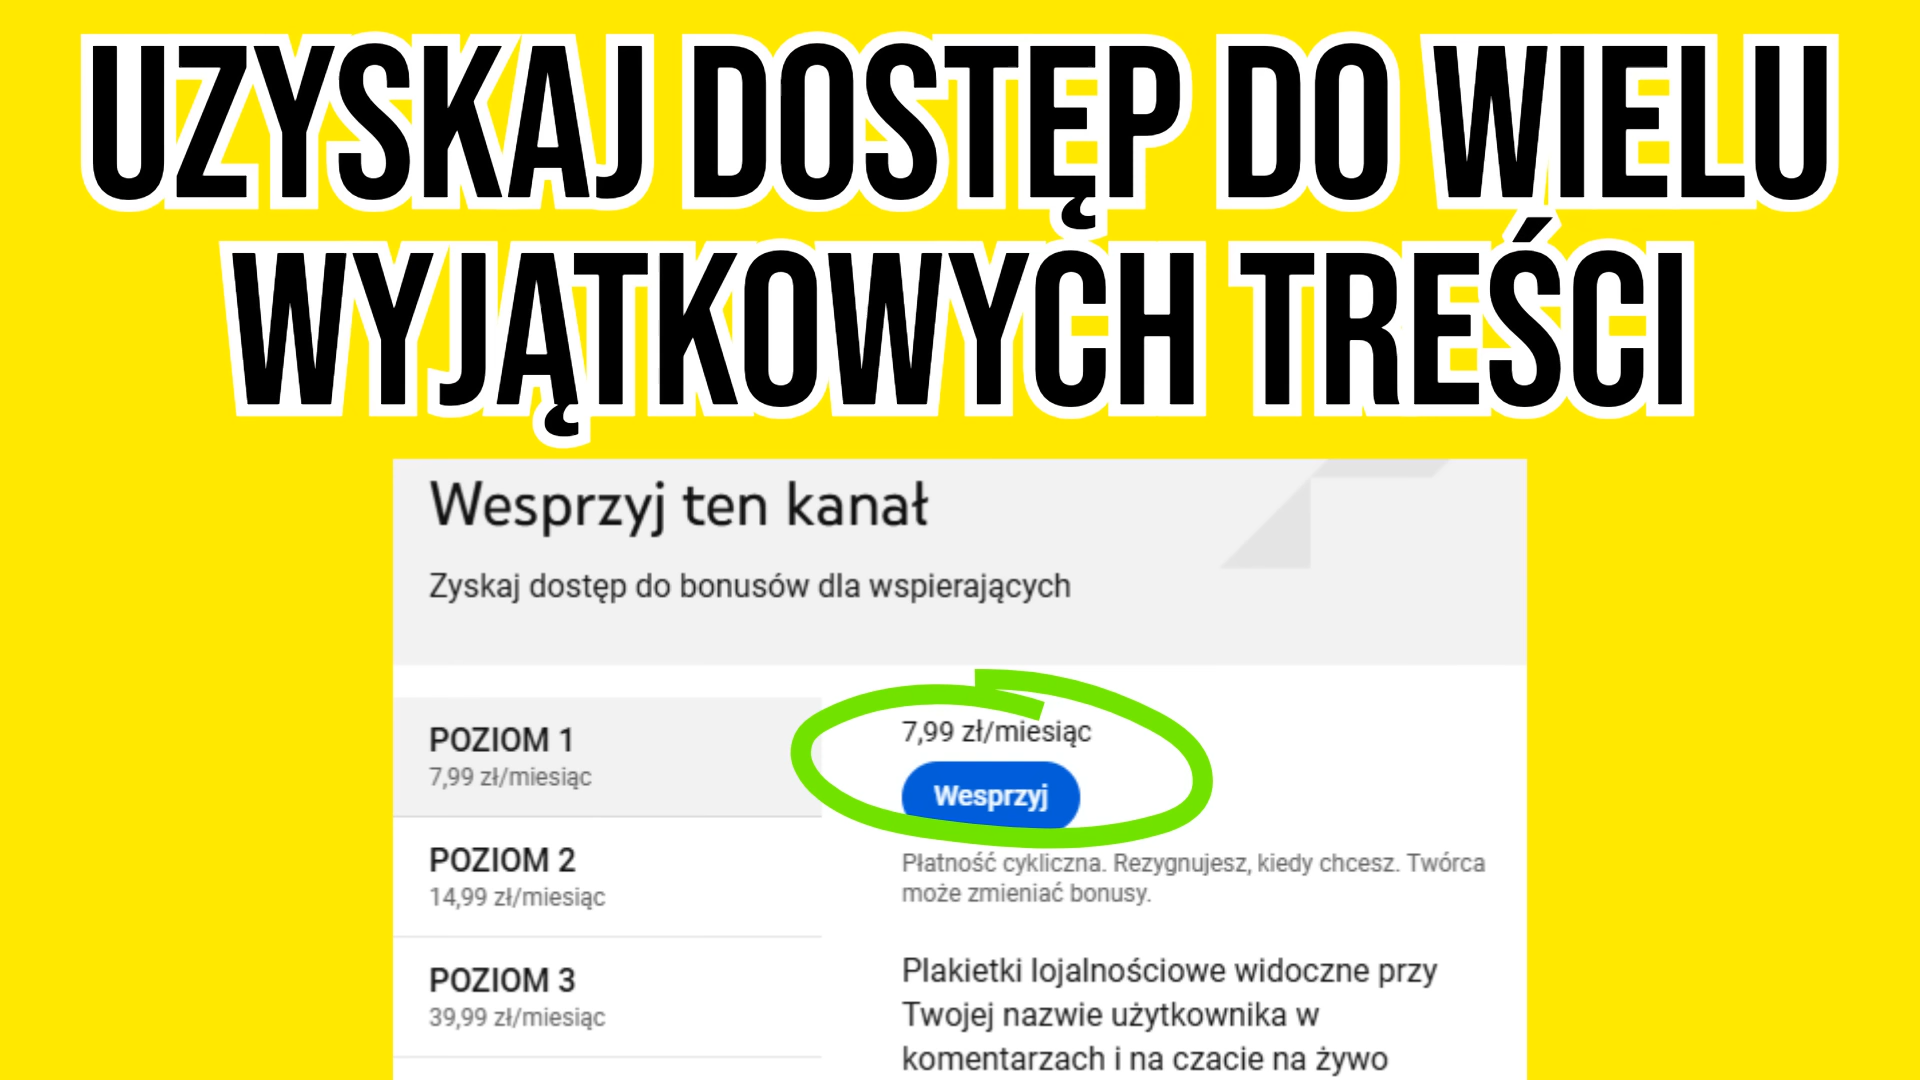 UZYSKAJ DOSTĘP DO WIELU
WYJĄTKOWYCH TREŚCI
Wesprzyj ten kanał
Zyskaj dostęp do bonusów dla wspierających
POZIOM 1
7,99 zł/miesiąc
POZIOM 2
14,99 zł/miesiąc
POZIOM 3
39,99 zł/miesiąc
7,99 zł/miesiąc
Wesprzyj
Płatność cykliczna. Rezygnujesz, kiedy chcesz. Twórca
może zmieniać bonusy.
Plakietki lojalnościowe widoczne przy
Twojej nazwie użytkownika w
komentarzach i na czacie na żywo